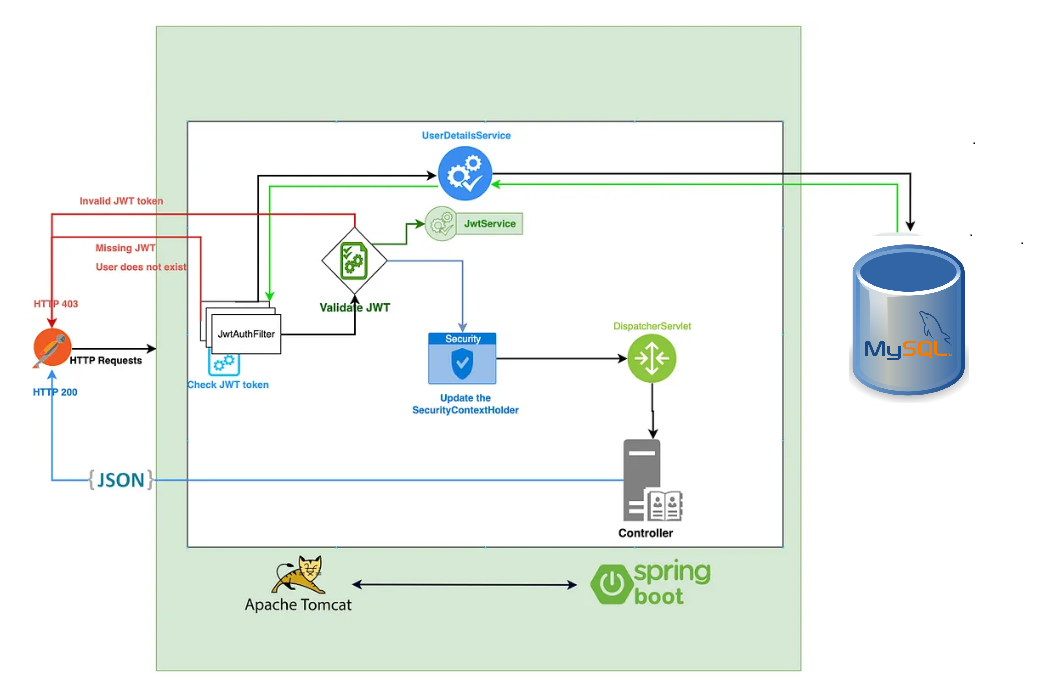 UserDetailsService
Invalid JWT token
JwtService
Missing JWT
User does not exist
Validate JWT
HTTP 403
JwtAuthFilter
Security
DispatcherServlet
MySQL.
HTTP Requests
Check JWT token
HTTP 200
Update the
SecurityContextHolder
{JSON}
Controller
Apache Tomcat
spring
boot